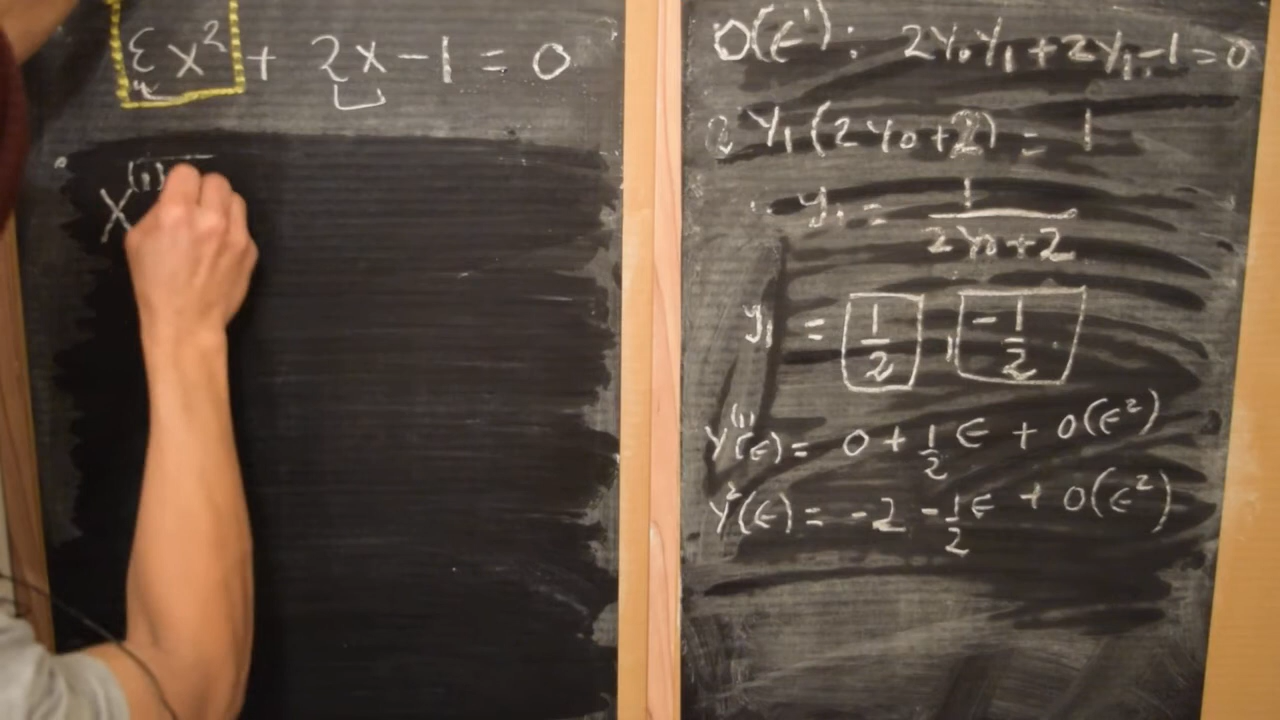 εx² + 2x - 1 = 0
x⁽¹⁾
O(ε¹): 2y₀y₁ + 2y₁ - 1 = 0
y₁(2y₀+2) = 1
y₁ = 1/(2y₀+2)
y₁ = 1/2, -1/2
y⁽¹⁾(ε) = 0 + 1/2 ε + O(ε²)
y²(ε) = -2 - 1/2 ε + O(ε²)